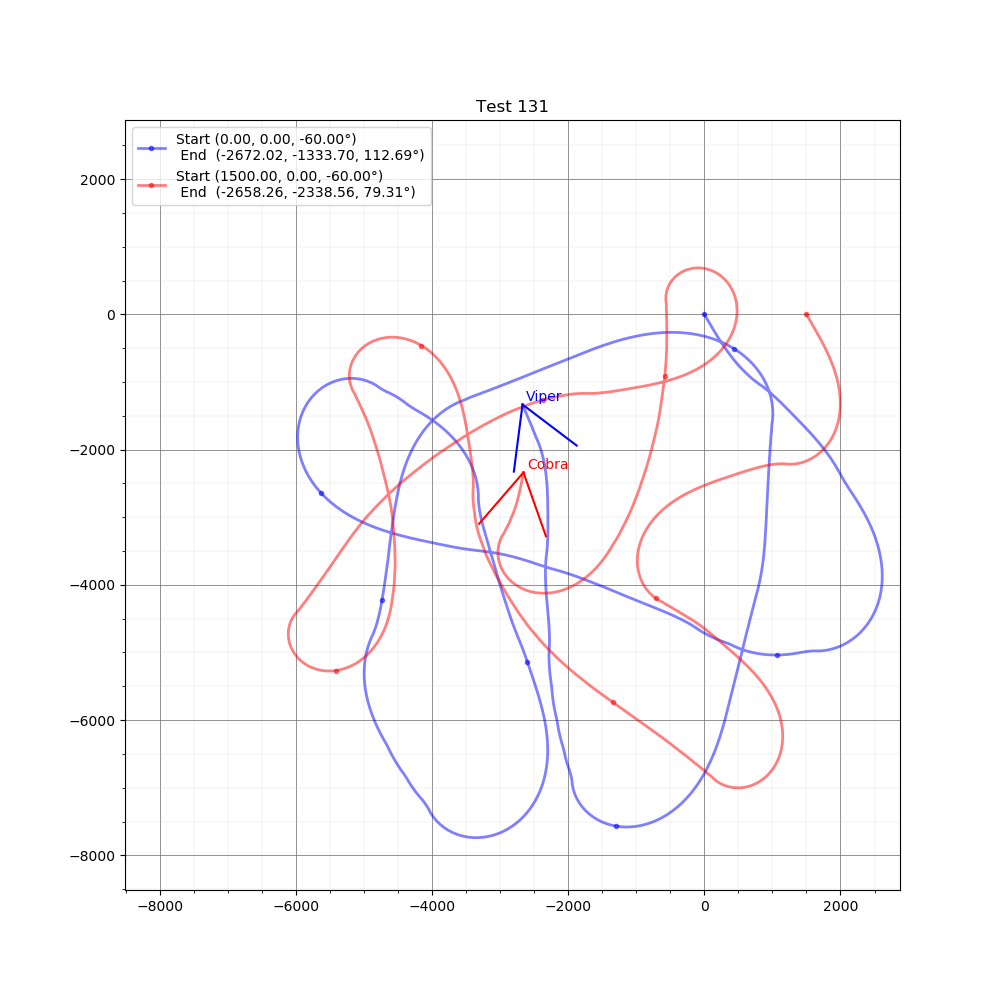 Test 131
Start (0.00, 0.00, -60.00°)
End (-2672.02, -1333.70, 112.69°)
Start (1500.00, 0.00, -60.00°)
End (-2658.26, -2338.56, 79.31°)
Viper
Cobra
2000
0
−2000
−4000
−6000
−8000
−8000 −6000 −4000 −2000 0 2000